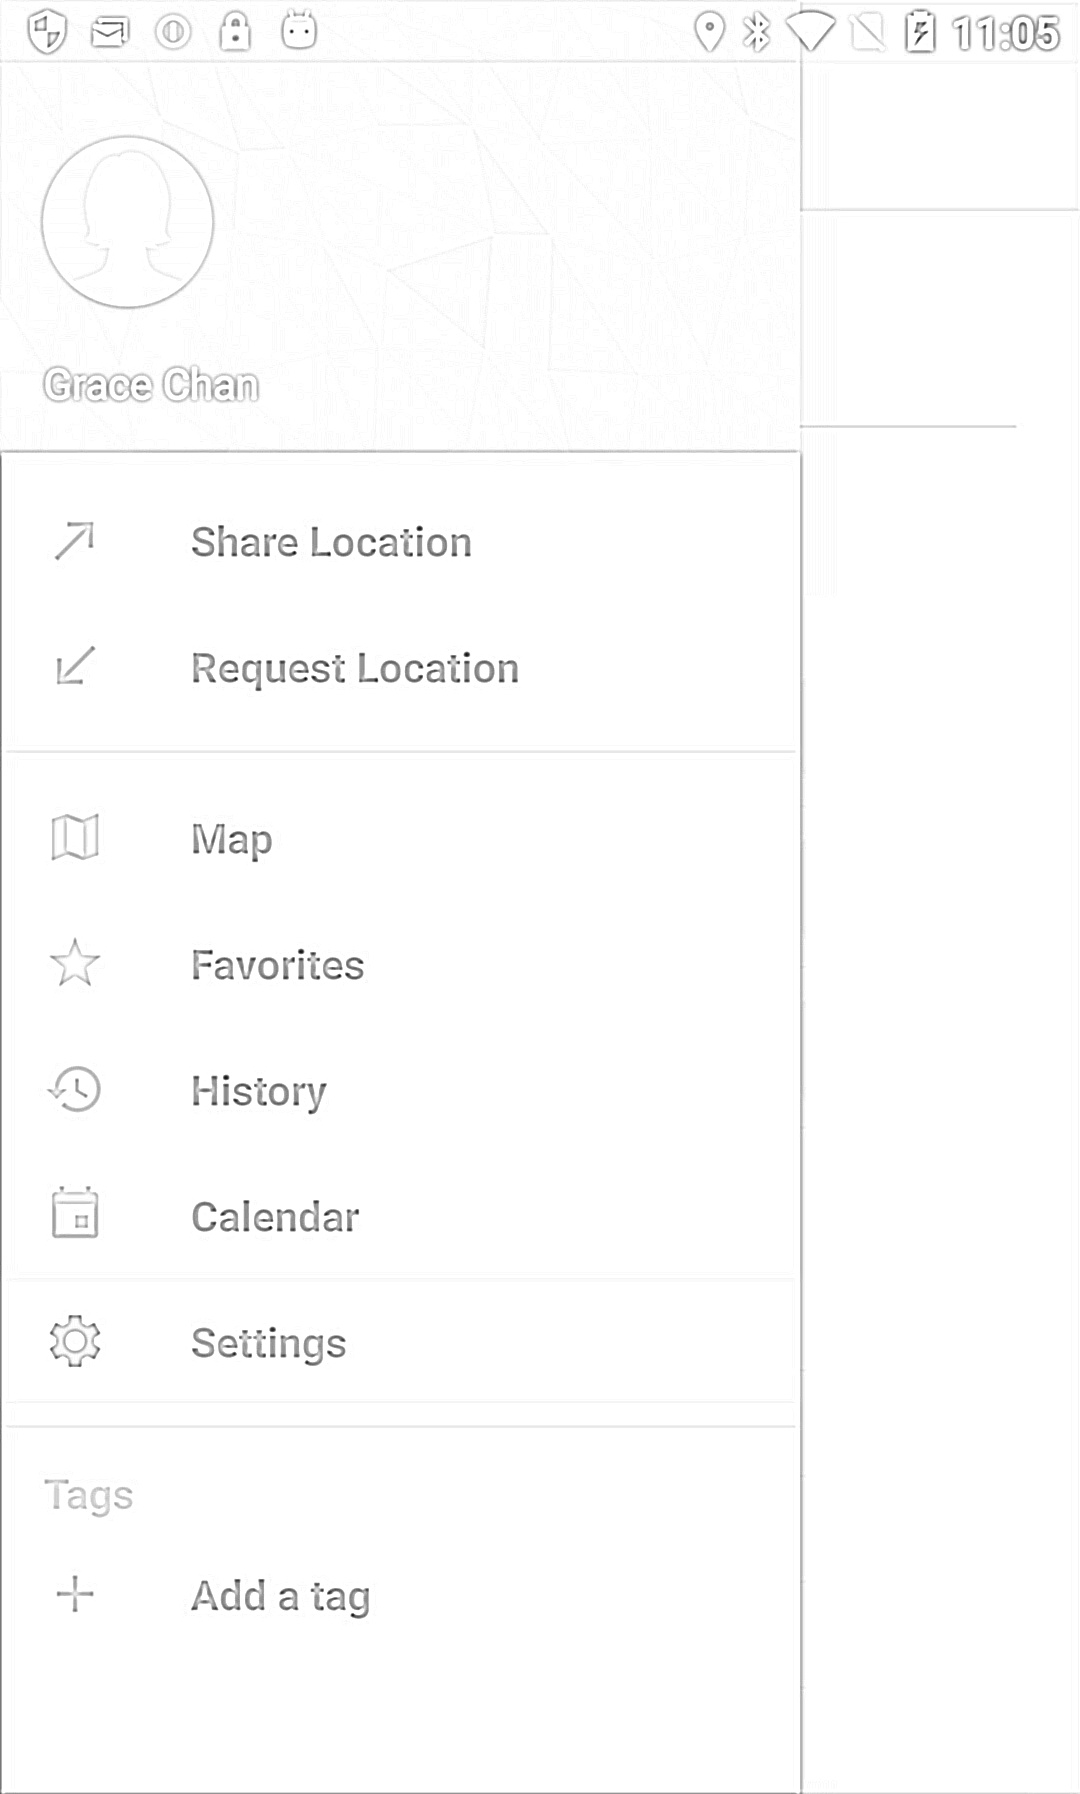 11:05
Grace Chan
Share Location
Request Location
Map
Favorites
History
Calendar
Settings
Tags
Add a tag